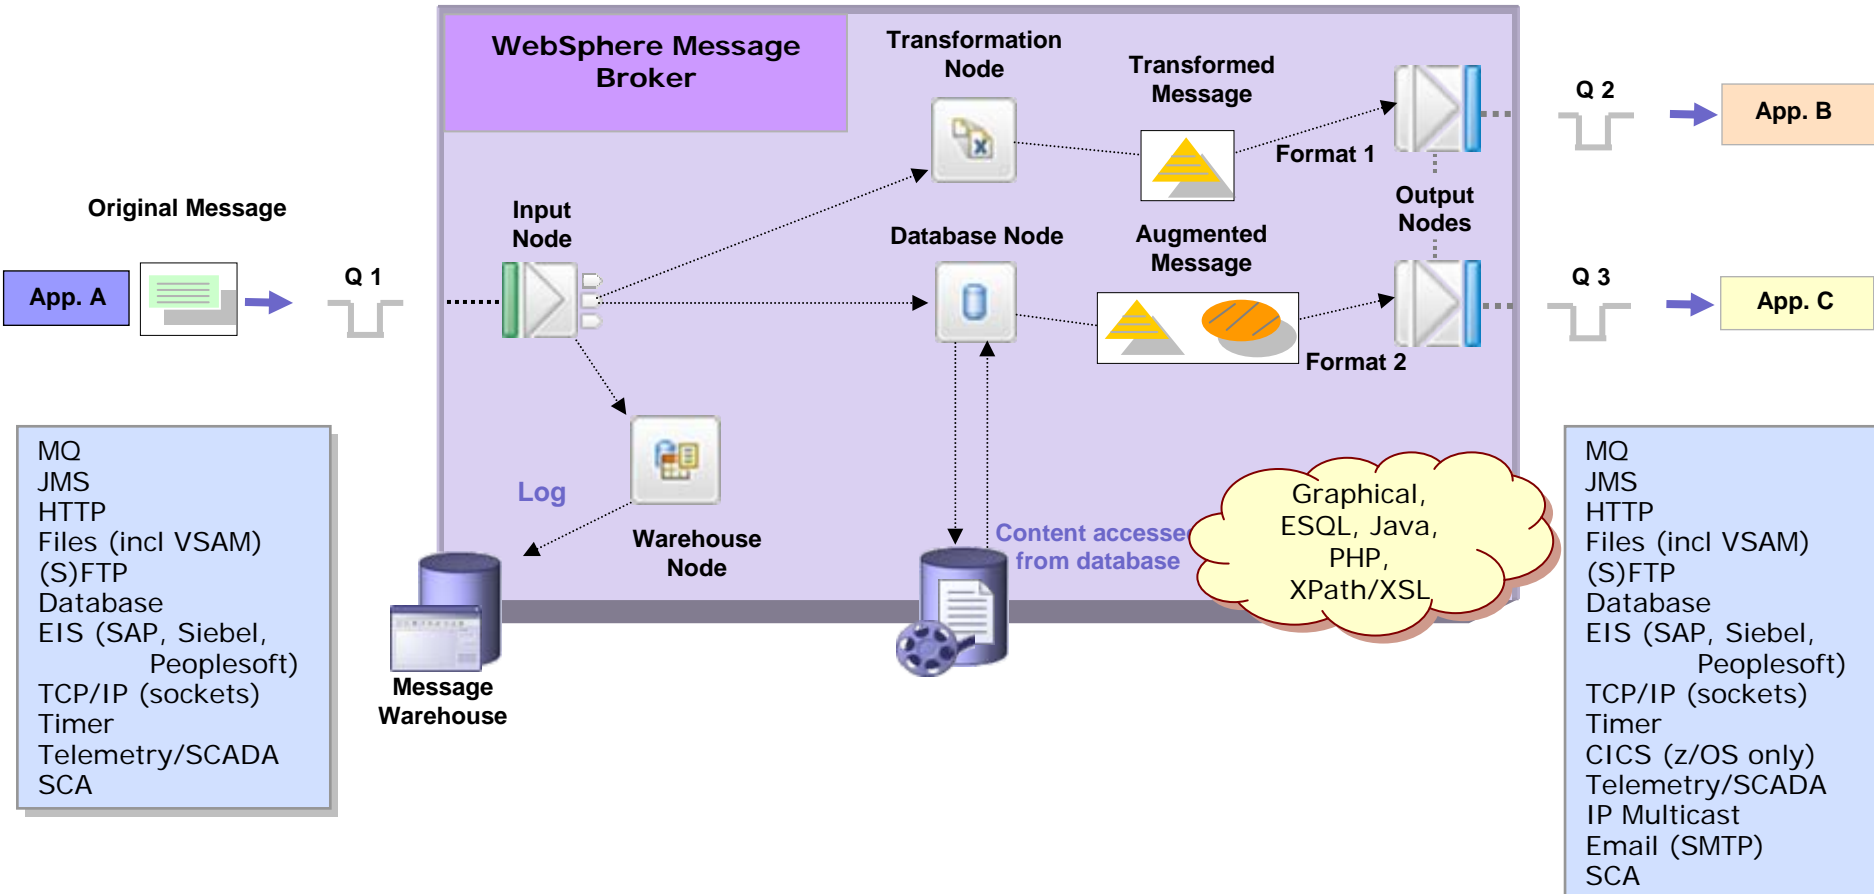 WebSphere Message
Broker
Transformation
Node
Transformed
Message
Format 1
Q 2
App. B
Original Message
App. A
Q 1
Input
Node
Database Node
Augmented
Message
Format 2
Output
Nodes
Q 3
App. C
Log
Warehouse
Node
Message
Warehouse
Content accesse
from database
Graphical,
ESQL, Java,
PHP,
XPath/XSL
MQ
JMS
HTTP
Files (incl VSAM)
(S)FTP
Database
EIS (SAP, Siebel,
Peoplesoft)
TCP/IP (sockets)
Timer
Telemetry/SCADA
SCA
MQ
JMS
HTTP
Files (incl VSAM)
(S)FTP
Database
EIS (SAP, Siebel,
Peoplesoft)
TCP/IP (sockets)
Timer
CICS (z/OS only)
Telemetry/SCADA
IP Multicast
Email (SMTP)
SCA